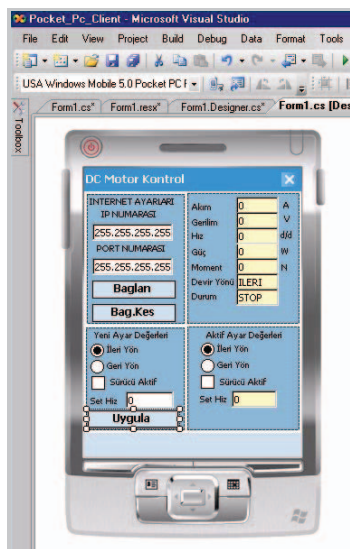 Pocket_Pc_Client - Microsoft Visual Studio
File Edit View Project Build Debug Data Format Tools
USA Windows Mobile 5.0 Pocket PC F
Form1.cs* Form1.resx* Form1.Designer.cs* Form1.cs [Des
Toolbox
DC Motor Kontrol
INTERNET AYARLARI
IP NUMARASI
255.255.255.255
PORT NUMARASI
255.255.255.255
Baglan
Bag.Kes
Akım 0 A
Gerilim 0 V
Hız 0 d/d
Güç 0 W
Moment 0 N
Devir Yönü ILERI
Durum STOP
Yeni Ayar Değerleri
İleri Yön
Geri Yön
Sürücü Aktif
Set Hiz 0
Uygula
Aktif Ayar Değerleri
İleri Yön
Geri Yön
Sürücü Aktif
Set Hiz 0